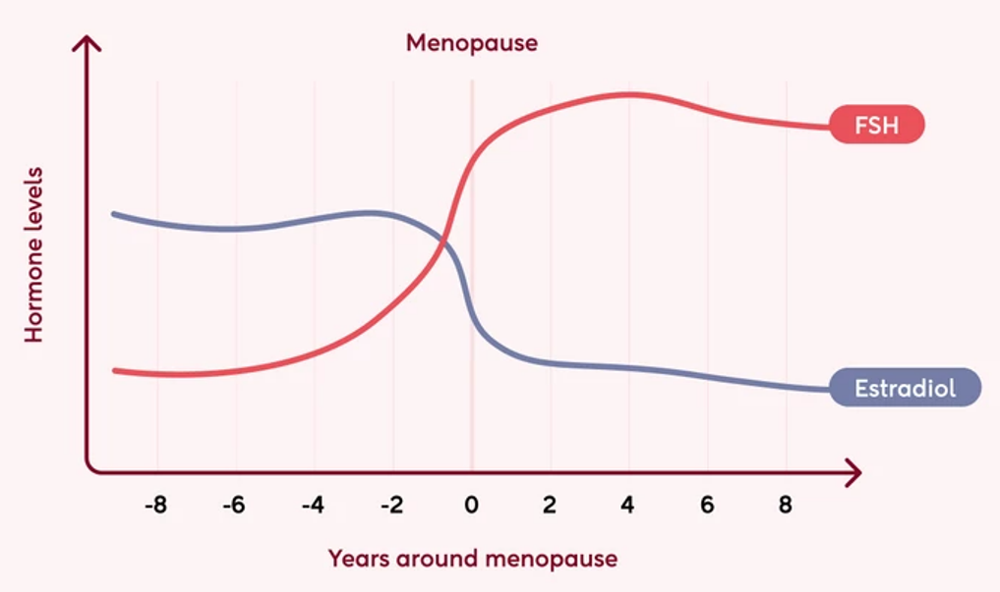 Menopause
FSH
Hormone levels
Estradiol
-8 -6 -4 -2 0 2 4 6 8
Years around menopause